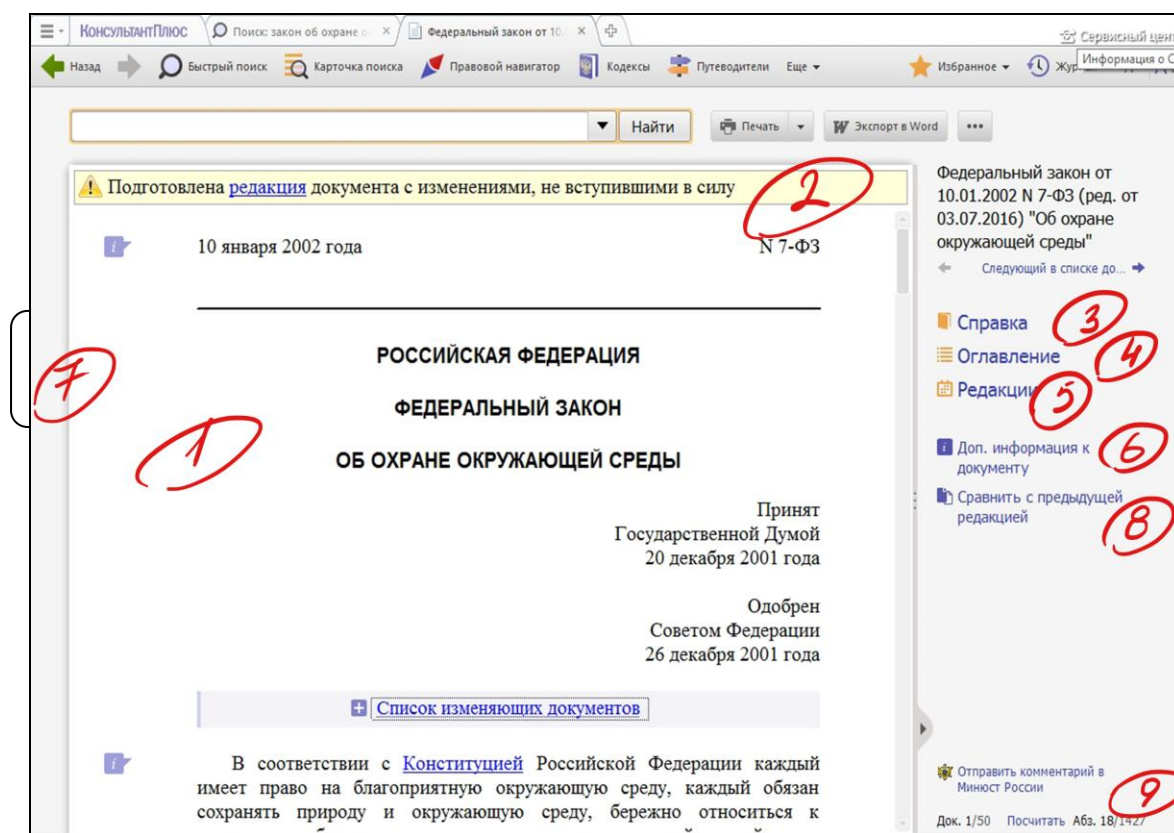 КонсультантПлюс Поиск: закон об охране о × Федеральный закон от 10. ×
Сервисный цен
Назад Быстрый поиск Карточка поиска Правовой навигатор Кодексы Путеводители Еще Избранное
Информация о С
Найти Печать Экспорт в Word •••
Подготовлена редакция документа с изменениями, не вступившими в силу
2
10 января 2002 года N 7-ФЗ
РОССИЙСКАЯ ФЕДЕРАЦИЯ
7
ФЕДЕРАЛЬНЫЙ ЗАКОН
1
ОБ ОХРАНЕ ОКРУЖАЮЩЕЙ СРЕДЫ
Принят
Государственной Думой
20 декабря 2001 года
Одобрен
Советом Федерации
26 декабря 2001 года
Список изменяющих документов
В соответствии с Конституцией Российской Федерации каждый
имеет право на благоприятную окружающую среду, каждый обязан
сохранять природу и окружающую среду, бережно относиться к
Федеральный закон от
10.01.2002 N 7-ФЗ (ред. от
03.07.2016) "Об охране
окружающей среды"
Следующий в списке до...
Справка 3
Оглавление 4
Редакции 5
Доп. информация к 6
документу
Сравнить с предыдущей
редакцией 8
Отправить комментарий в
Минюст России
9
Док. 1/50 Посчитать Абз. 18/1427